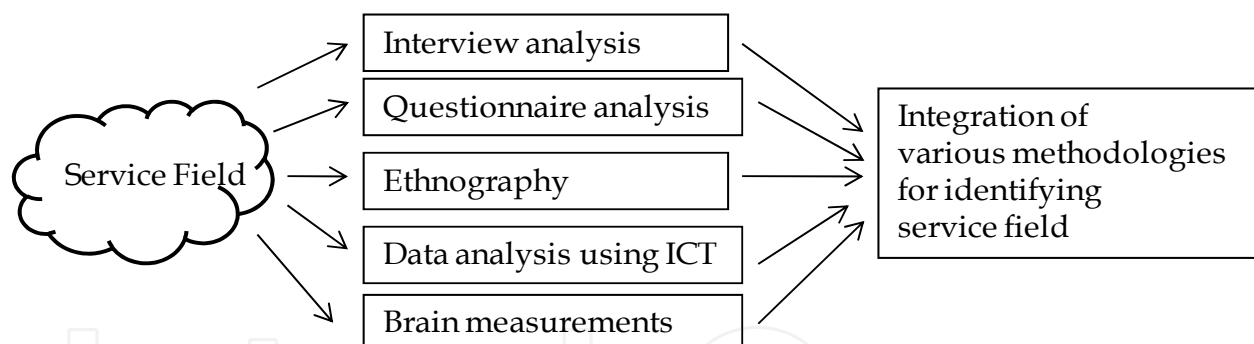 Service Field
Interview analysis
Questionnaire analysis
Ethnography
Data analysis using ICT
Brain measurements
Integration of
various methodologies
for identifying
service field